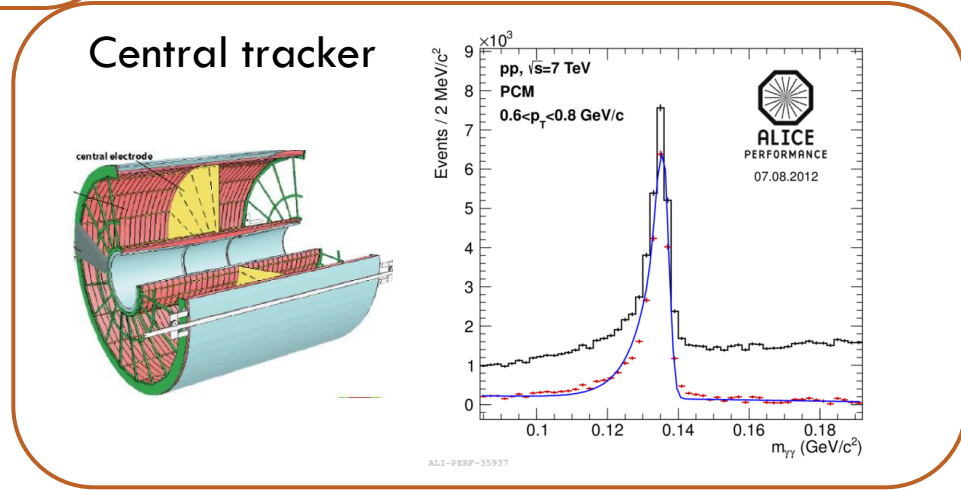 Central tracker
central electrode
×10³
Events / 2 MeV/c²
9
8
7
6
5
4
3
2
1
0
pp, √s=7 TeV
PCM
0.6<p_T<0.8 GeV/c
ALICE
PERFORMANCE
07.08.2012
0.1 0.12 0.14 0.16 0.18
m_γγ (GeV/c²)
ALI-PERF-35937